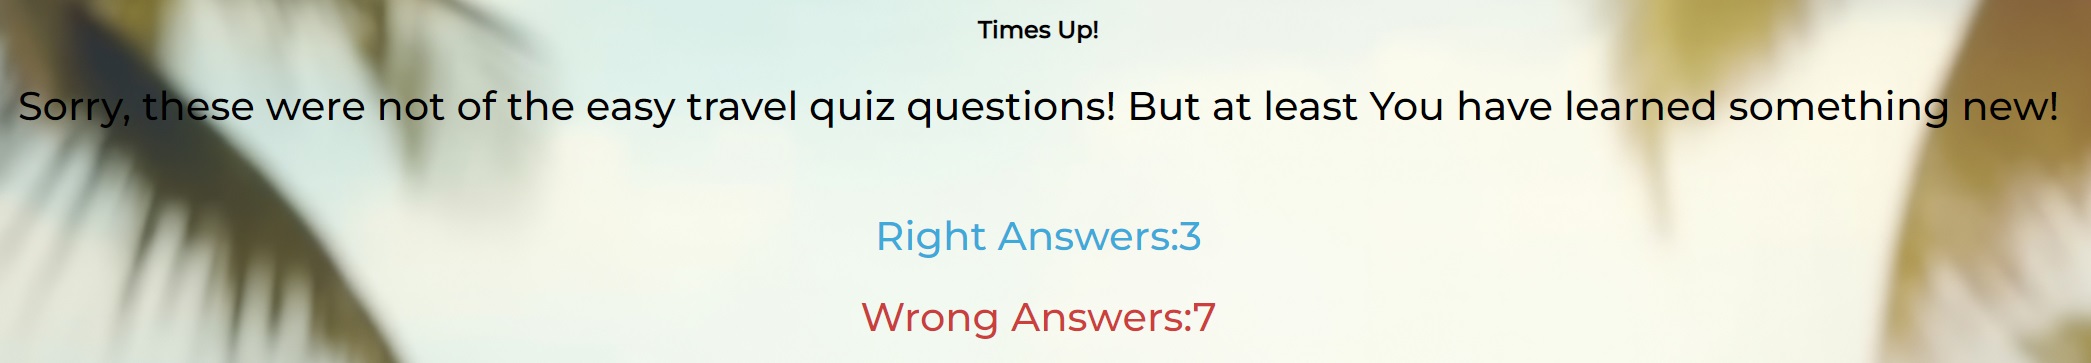 Times Up!
Sorry, these were not of the easy travel quiz questions! But at least You have learned something new!
Right Answers:3
Wrong Answers:7